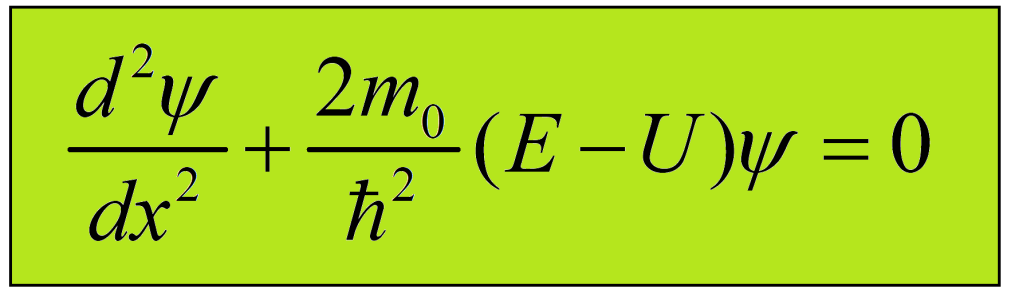 d²ψ/dx² + 2m₀/ħ² (E − U)ψ = 0